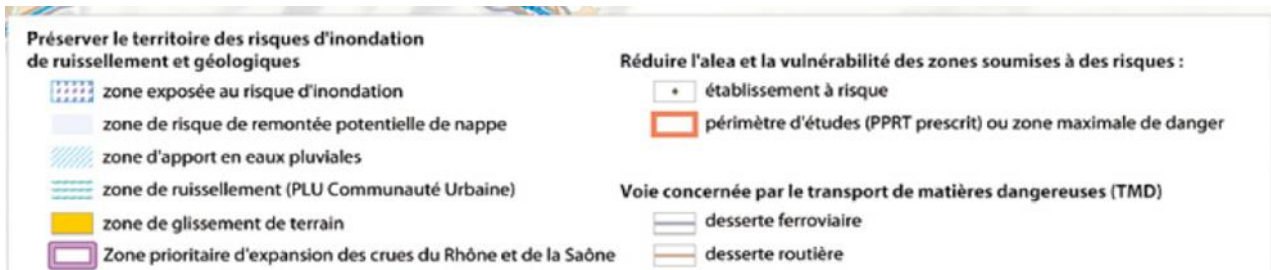 Préserver le territoire des risques d'inondation
de ruissellement et géologiques
zone exposée au risque d'inondation
zone de risque de remontée potentielle de nappe
zone d'apport en eaux pluviales
zone de ruissellement (PLU Communauté Urbaine)
zone de glissement de terrain
Zone prioritaire d'expansion des crues du Rhône et de la Saône
Réduire l'alea et la vulnérabilité des zones soumises à des risques :
établissement à risque
périmètre d'études (PPRT prescrit) ou zone maximale de danger
Voie concernée par le transport de matières dangereuses (TMD)
desserte ferroviaire
desserte routière